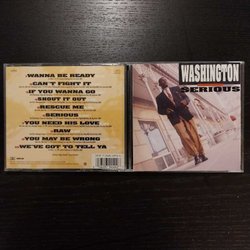 WANNA BE READY
CAN'T FIGHT IT
IF YOU WANNA GO
SHOUT IT OUT
RESCUE ME
SERIOUS
YOU NEED HIS LOVE
RAW
YOU MAY BE WRONG
WE'VE GOT TO TELL YA
WASHINGTON
SERIOUS